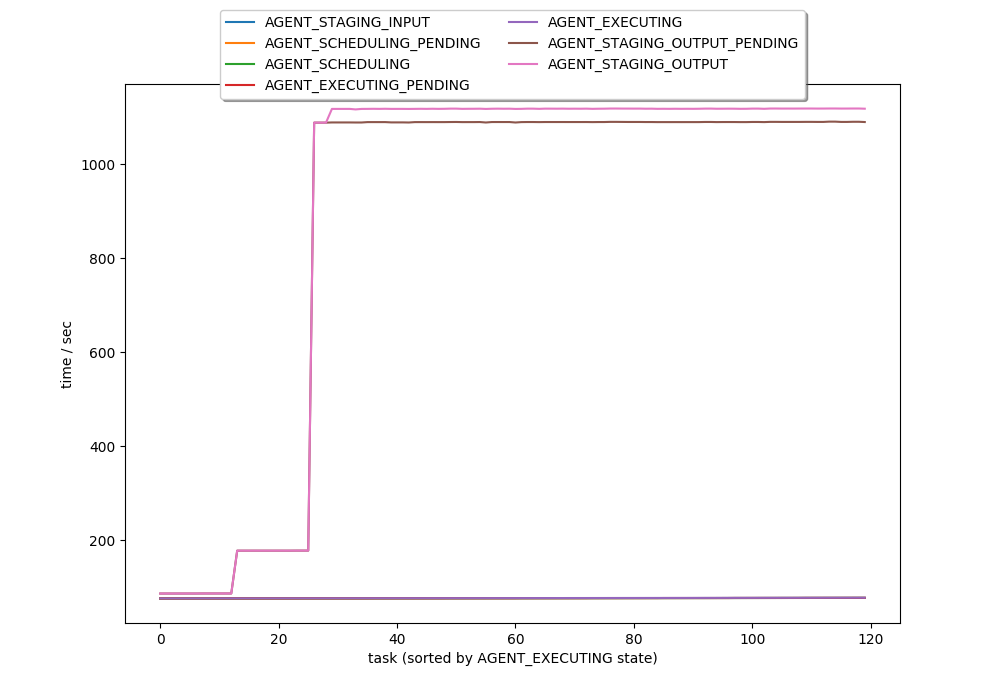 AGENT_STAGING_INPUT
AGENT_SCHEDULING_PENDING
AGENT_SCHEDULING
AGENT_EXECUTING_PENDING
AGENT_EXECUTING
AGENT_STAGING_OUTPUT_PENDING
AGENT_STAGING_OUTPUT
1000
800
600
400
200
time / sec
0
20
40
60
80
100
120
task (sorted by AGENT_EXECUTING state)